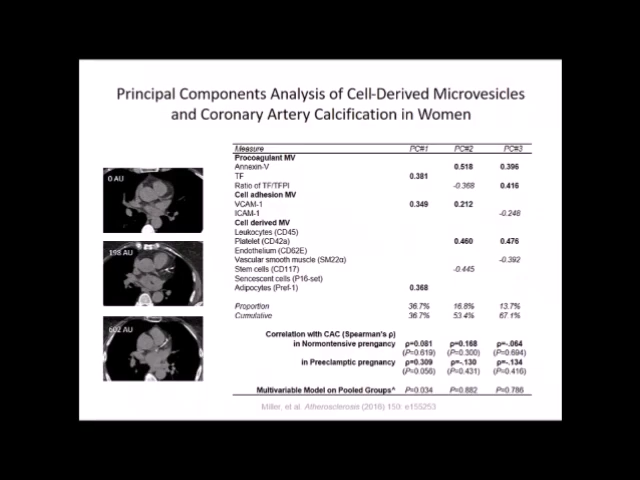 Principal Components Analysis of Cell-Derived Microvesicles
and Coronary Artery Calcification in Women
0 AU
198 AU
602 AU
Measure PC#1 PC#2 PC#3
Procoagulant MV
Annexin-V 0.518 0.396
TF 0.381
Ratio of TF/TFPI -0.368 0.416
Cell adhesion MV
VCAM-1 0.349 0.212
ICAM-1 -0.248
Cell derived MV
Leukocytes (CD45)
Platelet (CD42a) 0.460 0.476
Endothelium (CD62E)
Vascular smooth muscle (SM22α) -0.392
Stem cells (CD117) -0.445
Senescent cells (P16-set)
Adipocytes (Pref-1) 0.368
Proportion 36.7% 16.8% 13.7%
Cumulative 36.7% 53.4% 67.1%
Correlation with CAC (Spearman's ρ)
in Normontensive prengancy ρ=0.081 ρ=0.168 ρ=-.064
(P=0.619) (P=0.300) (P=0.694)
in Preclamptic pregnancy ρ=0.309 ρ=-.130 ρ=-.134
(P=0.056) (P=0.431) (P=0.416)
Multivariable Model on Pooled Groups^ P=0.034 P=0.882 P=0.786
Miller, et al. Atherosclerosis (2016) 150: e155253